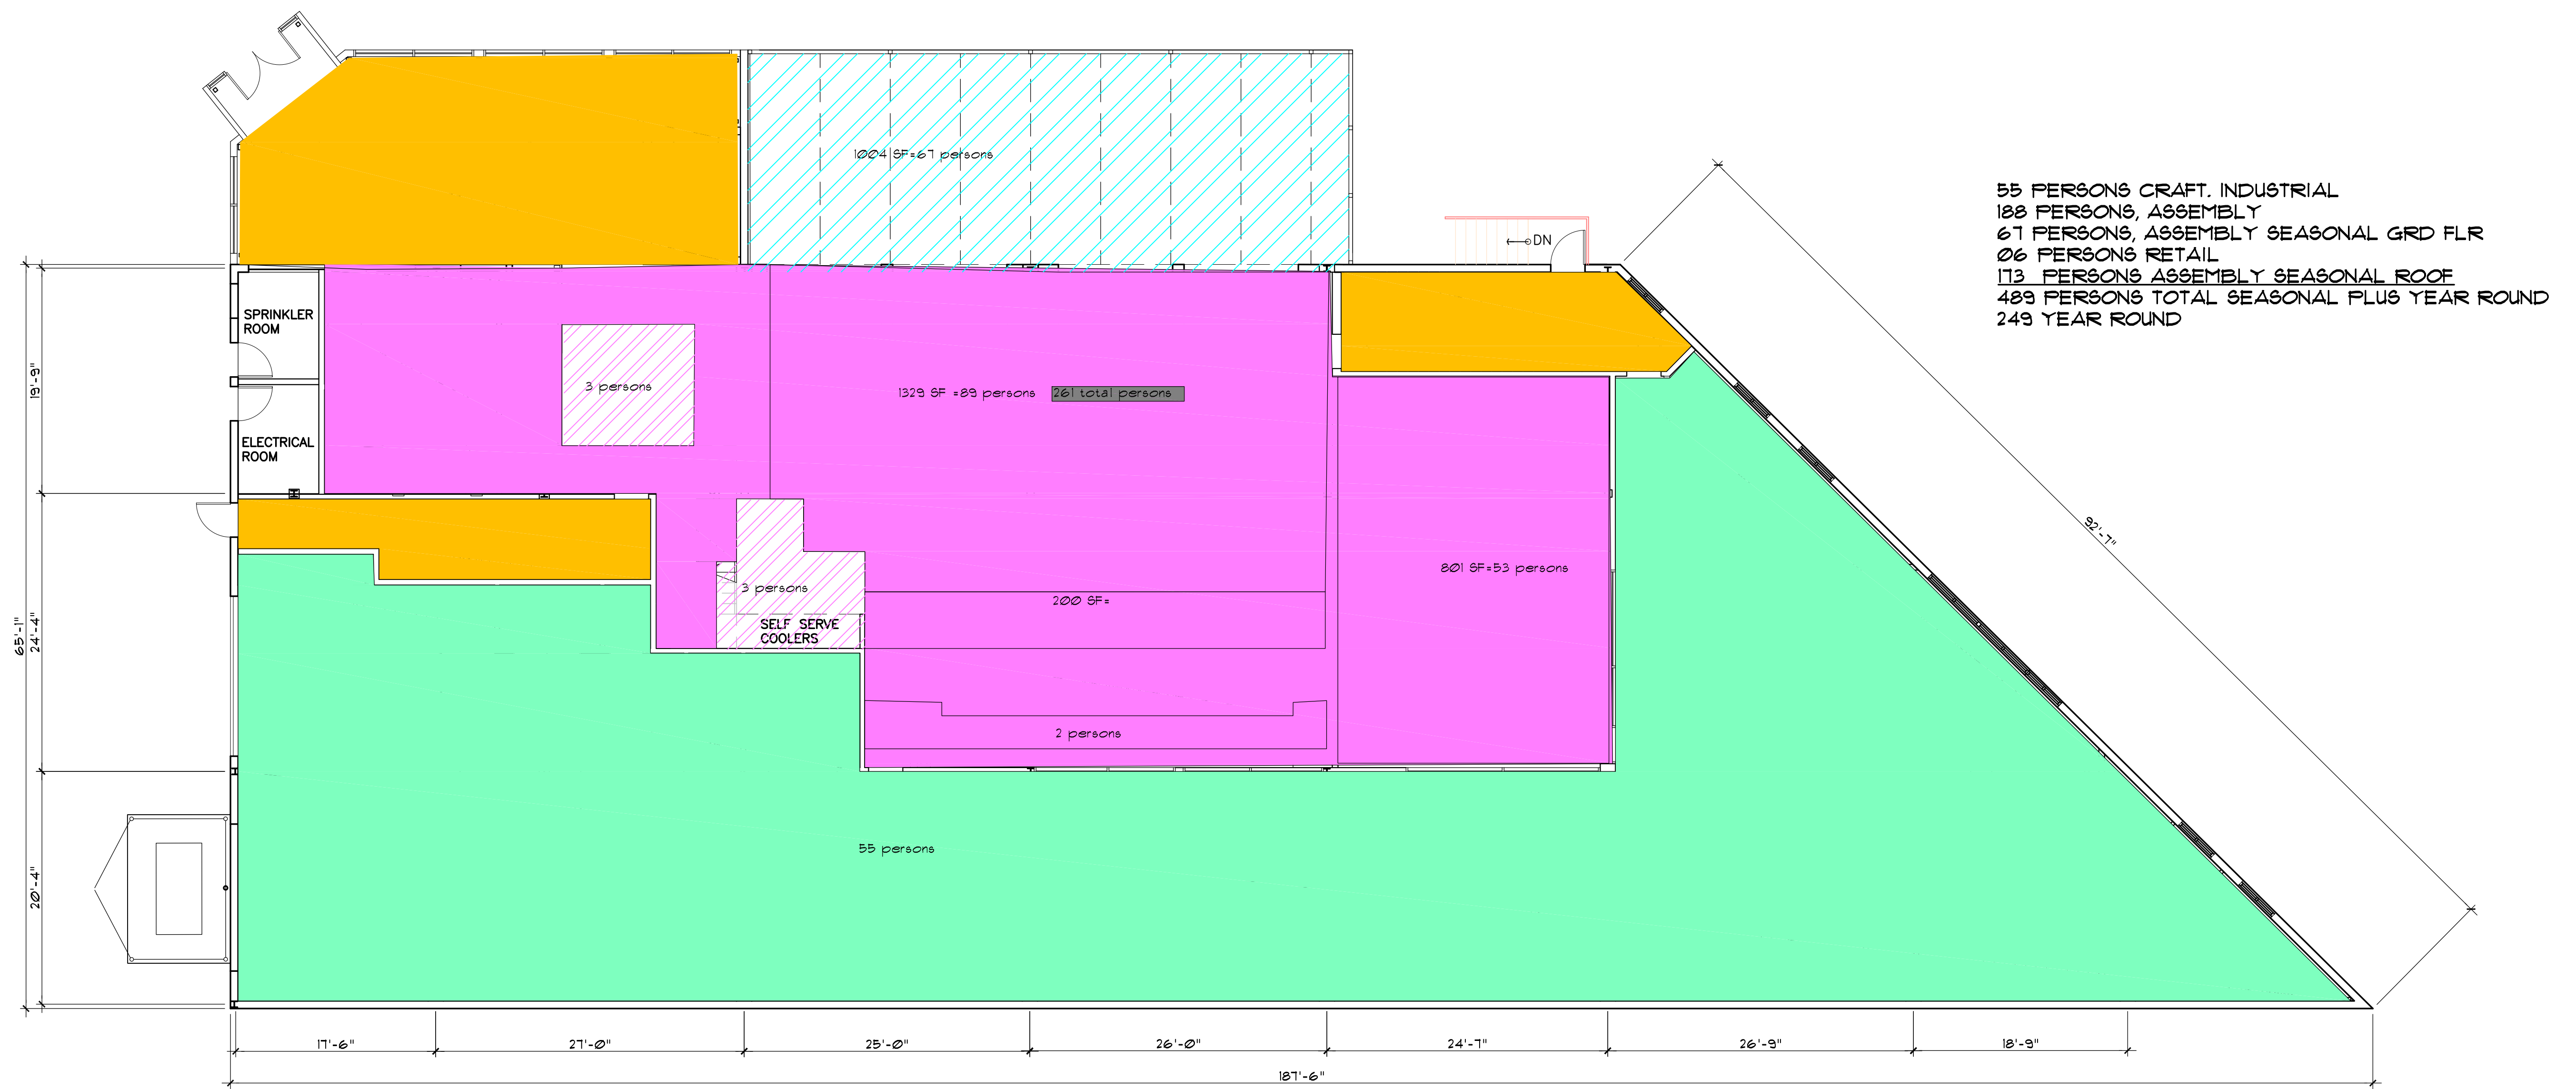 1004 SF=67 persons
55 PERSONS CRAFT. INDUSTRIAL
188 PERSONS, ASSEMBLY
67 PERSONS, ASSEMBLY SEASONAL GRD FLR
06 PERSONS RETAIL
173 PERSONS ASSEMBLY SEASONAL ROOF
489 PERSONS TOTAL SEASONAL PLUS YEAR ROUND
249 YEAR ROUND
DN
SPRINKLER
ROOM
3 persons
1329 SF =89 persons
261 total persons
19'-9"
ELECTRICAL
ROOM
92'-7"
801 SF=53 persons
3 persons
200 SF=
SELF SERVE
COOLERS
65'-1"
24'-4"
2 persons
55 persons
20'-4"
17'-6"
27'-0"
25'-0"
26'-0"
24'-7"
26'-9"
18'-9"
187'-6"